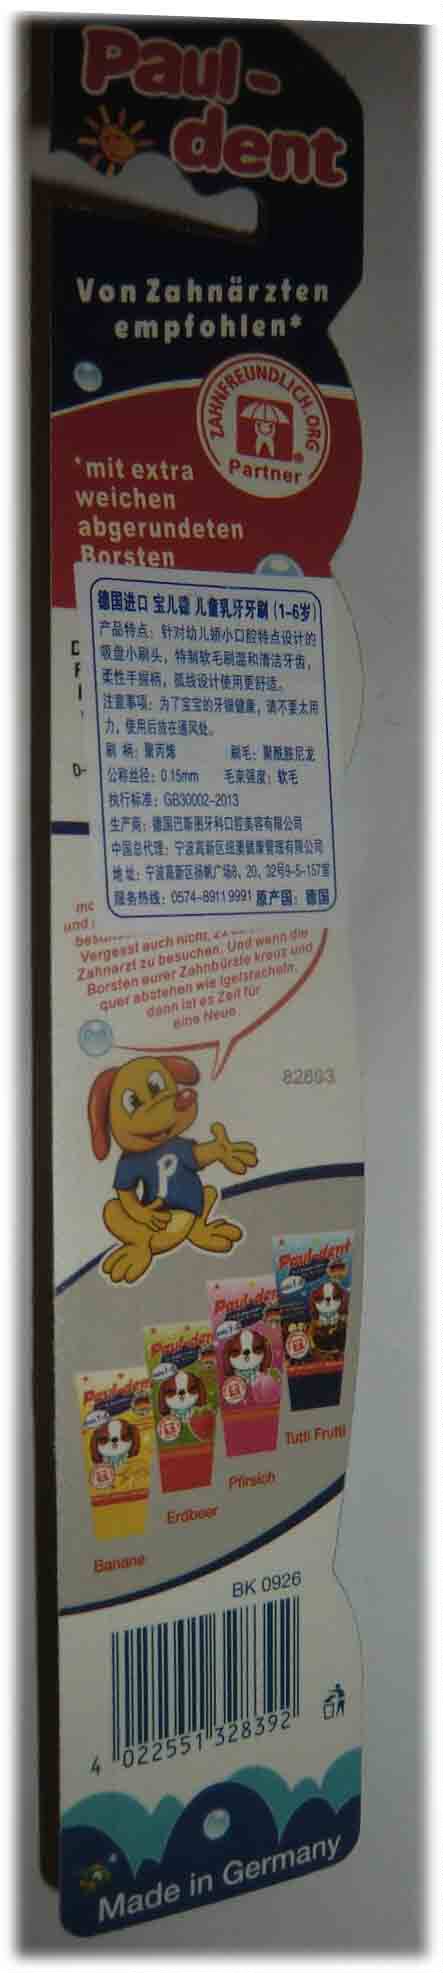 Paul-
dent
Von Zahnärzten
empfohlen*
ZAHNFREUNDLICH.ORG
Partner
*mit extra
weichen
abgerundeten
Borsten
德国进口 宝儿德 儿童乳牙牙刷 (1-6岁)
产品特点: 针对幼儿娇小口腔特点设计的
吸盘小刷头, 特制软毛刷温和清洁牙齿,
柔性手握柄, 弧线设计使用更舒适。
注意事项: 为了宝宝的牙龈健康, 请不要太用
力, 使用后放在通风处。
刷 柄: 聚丙烯 刷毛: 聚酰胺尼龙
公称丝径: 0.15mm 毛束强度: 软毛
执行标准: GB30002-2013
生产商: 德国巴斯图牙科口腔美容有限公司
中国总代理: 宁波高新区纽澳健康管理有限公司
地 址: 宁波高新区扬帆广场8、20、32号9-5-157室
服务热线: 0574-89119991 原产国: 德国
D-
und
Vergesst auch nicht,
Zahnarzt zu besuchen. Und wenn die
Borsten eurer Zahnbürste kreuz und
quer abstehen wie Igelstacheln,
dann ist es Zeit für
eine Neue.
82803
P
Paul-dent
Paul-dent
Paul-dent
Paul-dent
Tutti Frutti
Pfirsich
Erdbeer
Banane
BK 0926
4 022551 328392
Made in Germany